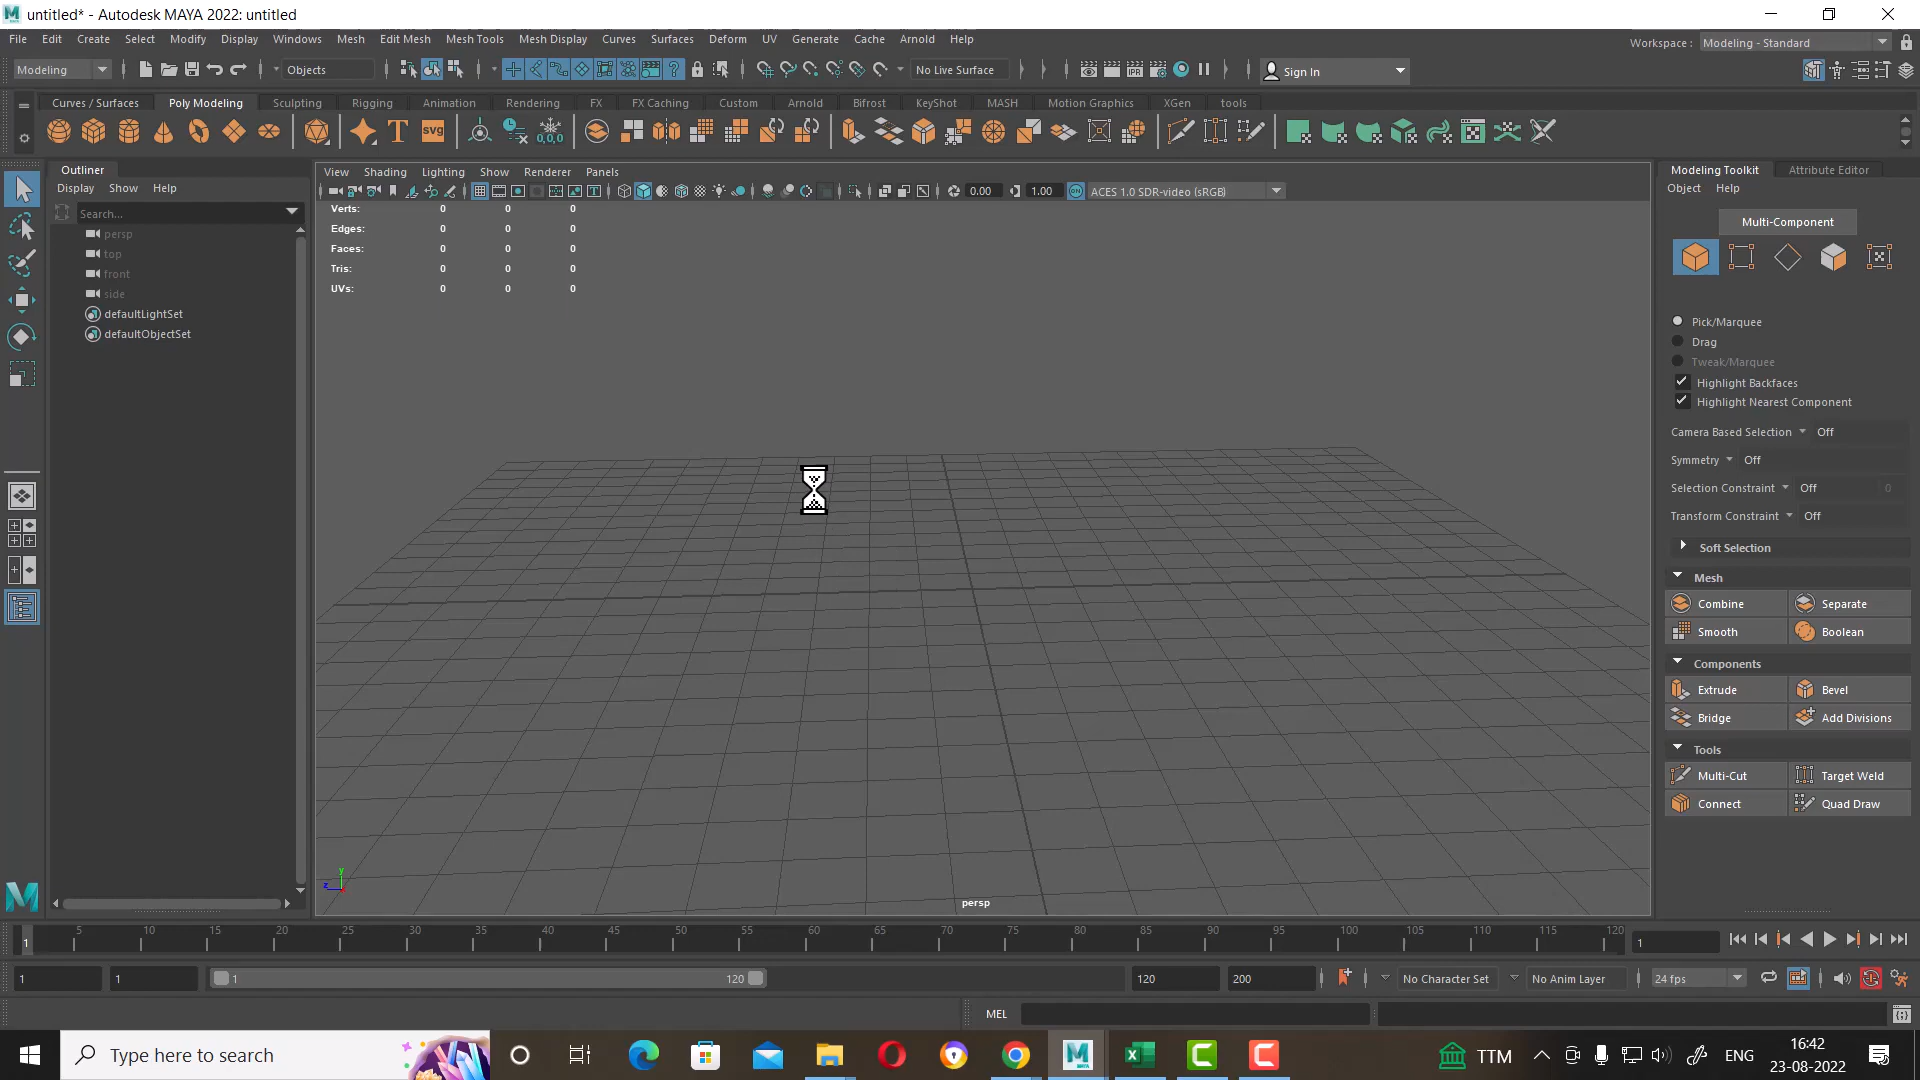 untitled* - Autodesk MAYA 2022: untitled
File Edit Create Select Modify Display Windows Mesh Edit Mesh Mesh Tools Mesh Display Curves Surfaces Deform UV Generate Cache Arnold Help
Workspace : Modeling - Standard
Modeling Objects No Live Surface IPR Sign In
Curves / Surfaces Poly Modeling Sculpting Rigging Animation Rendering FX FX Caching Custom Arnold Bifrost KeyShot MASH Motion Graphics XGen tools
T SVG 0,0,0
Outliner
Display Show Help
Search...
persp
top
front
side
defaultLightSet
defaultObjectSet
View Shading Lighting Show Renderer Panels
0.00 1.00 ON ACES 1.0 SDR-video (sRGB)
Verts: 0 0 0
Edges: 0 0 0
Faces: 0 0 0
Tris: 0 0 0
UVs: 0 0 0
y
z
persp
Modeling Toolkit Attribute Editor
Object Help
Multi-Component
Pick/Marquee
Drag
Tweak/Marquee
Highlight Backfaces
Highlight Nearest Component
Camera Based Selection Off
Symmetry Off
Selection Constraint Off 0
Transform Constraint Off
Soft Selection
Mesh
Combine Separate
Smooth Boolean
Components
Extrude Bevel
Bridge Add Divisions
Tools
Multi-Cut Target Weld
Connect Quad Draw
1 5 10 15 20 25 30 35 40 45 50 55 60 65 70 75 80 85 90 95 100 105 110 115 120 1
1 1 1 120 120 200 No Character Set No Anim Layer 24 fps
MEL
Type here to search
TTM ENG
16:42
23-08-2022